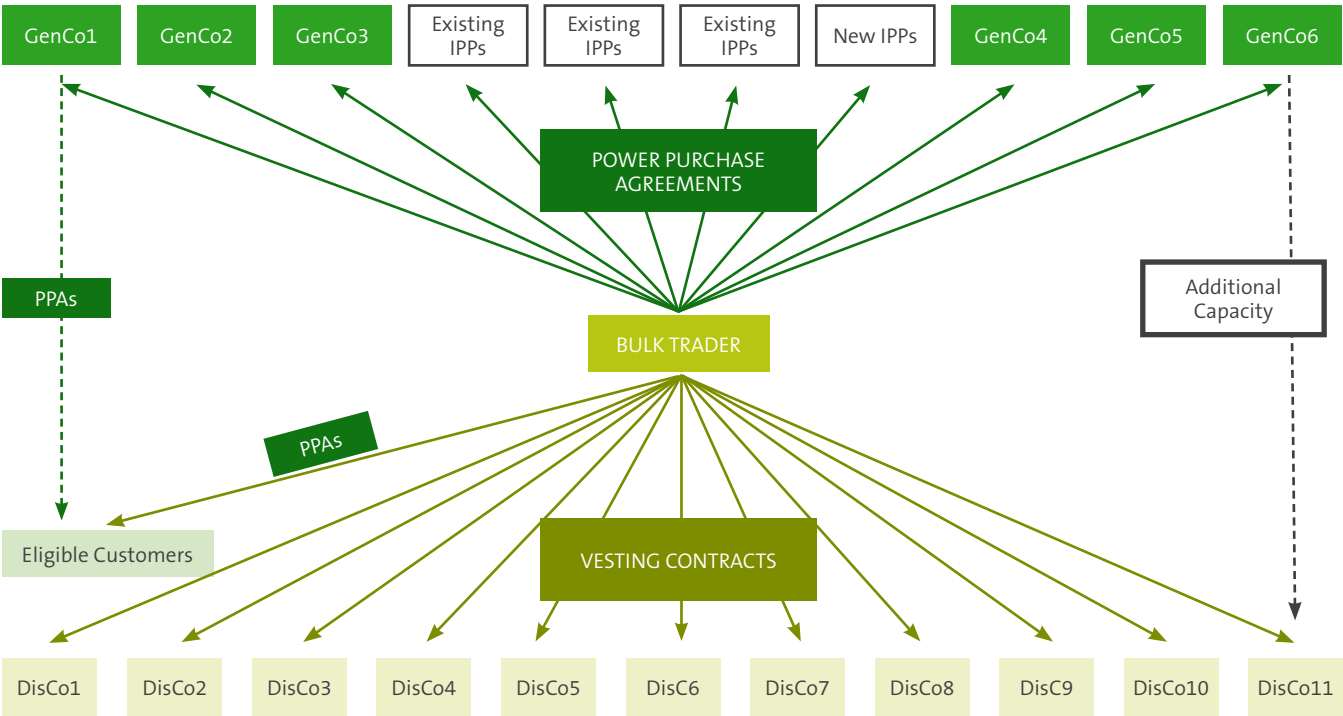 GenCo1
GenCo2
GenCo3
Existing
IPPs
Existing
IPPs
Existing
IPPs
New IPPs
GenCo4
GenCo5
GenCo6
POWER PURCHASE
AGREEMENTS
PPAs
Additional
Capacity
BULK TRADER
PPAs
Eligible Customers
VESTING CONTRACTS
DisCo1
DisCo2
DisCo3
DisCo4
DisCo5
DisC6
DisCo7
DisCo8
DisC9
DisCo10
DisCo11